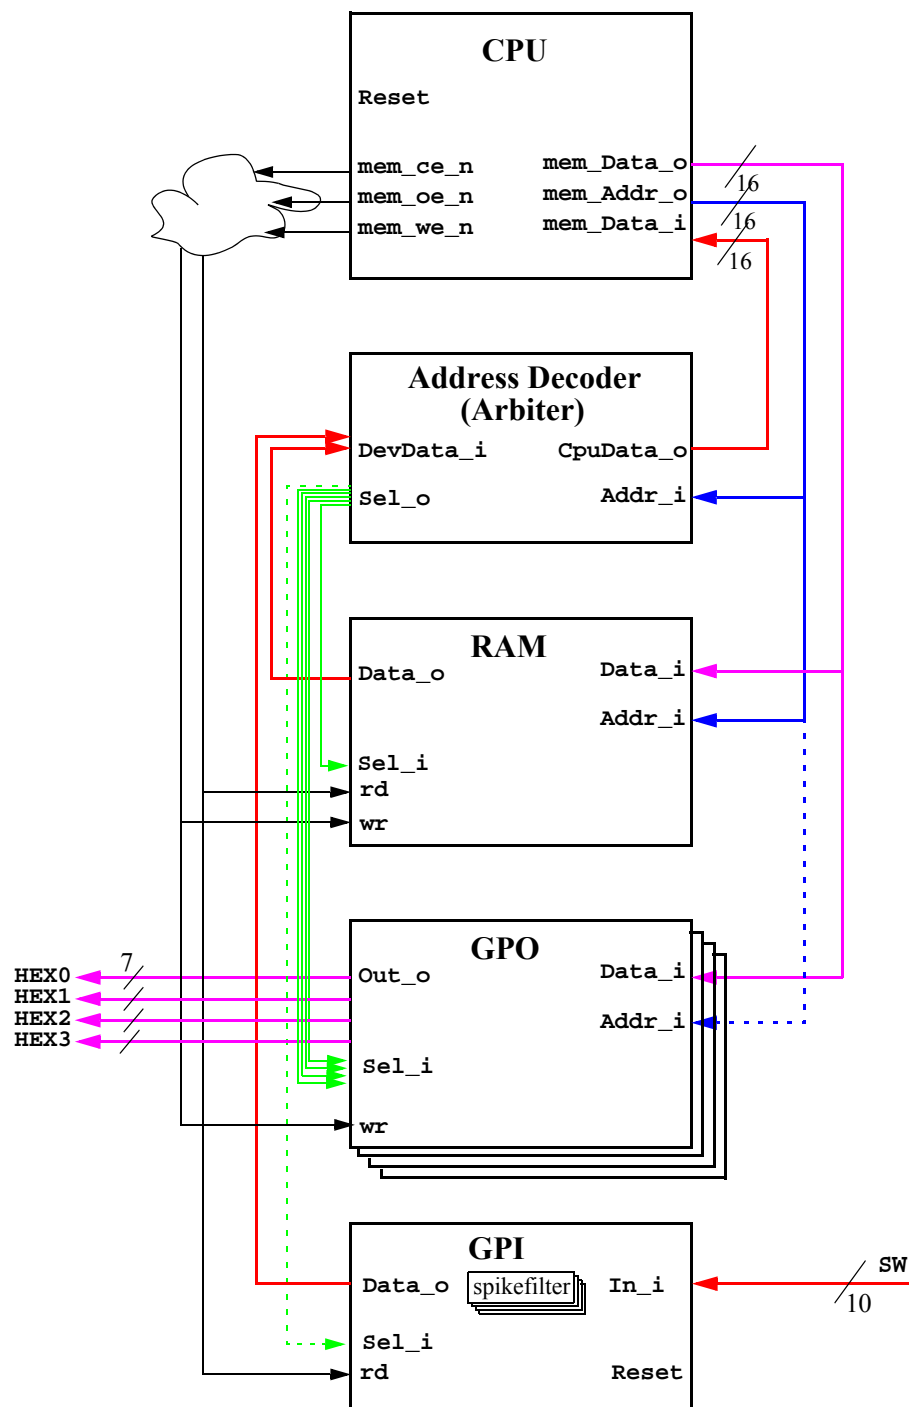 CPU
Reset
mem_ce_n
mem_oe_n
mem_we_n
mem_Data_o
mem_Addr_o
mem_Data_i
16
16
16
Address Decoder
(Arbiter)
DevData_i
CpuData_o
Sel_o
Addr_i
RAM
Data_o
Data_i
Addr_i
Sel_i
rd
wr
GPO
HEX0
HEX1
HEX2
HEX3
7
Out_o
Data_i
Addr_i
Sel_i
wr
GPI
Data_o
spikefilter
In_i
SW
10
Sel_i
rd
Reset